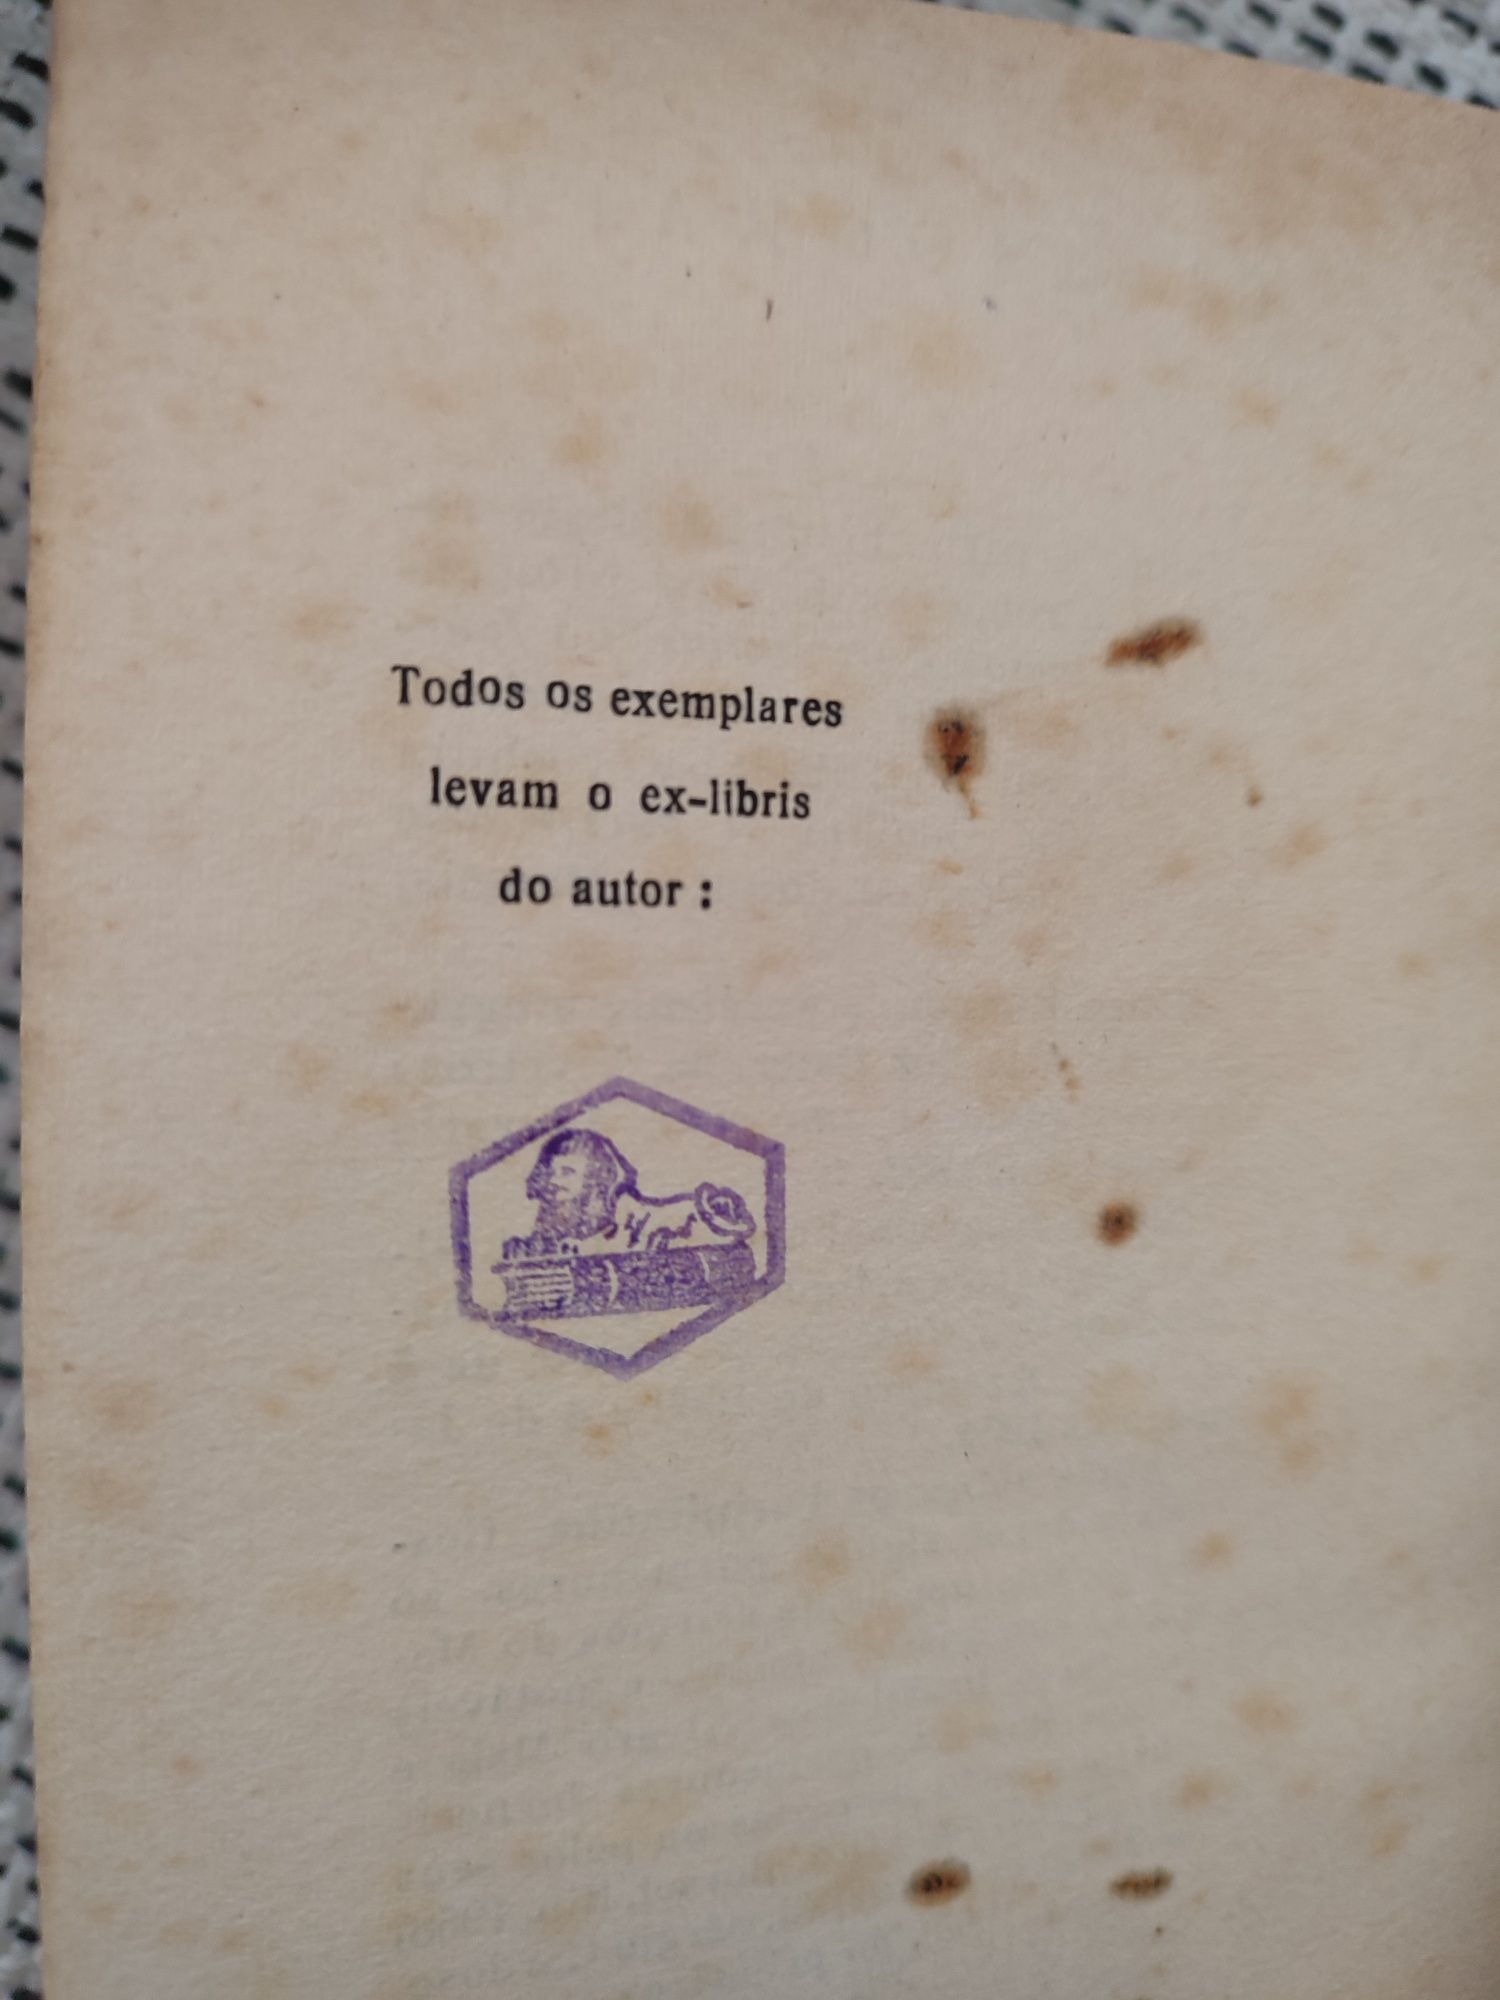 Todos os exemplares
levam o ex-libris
do autor :